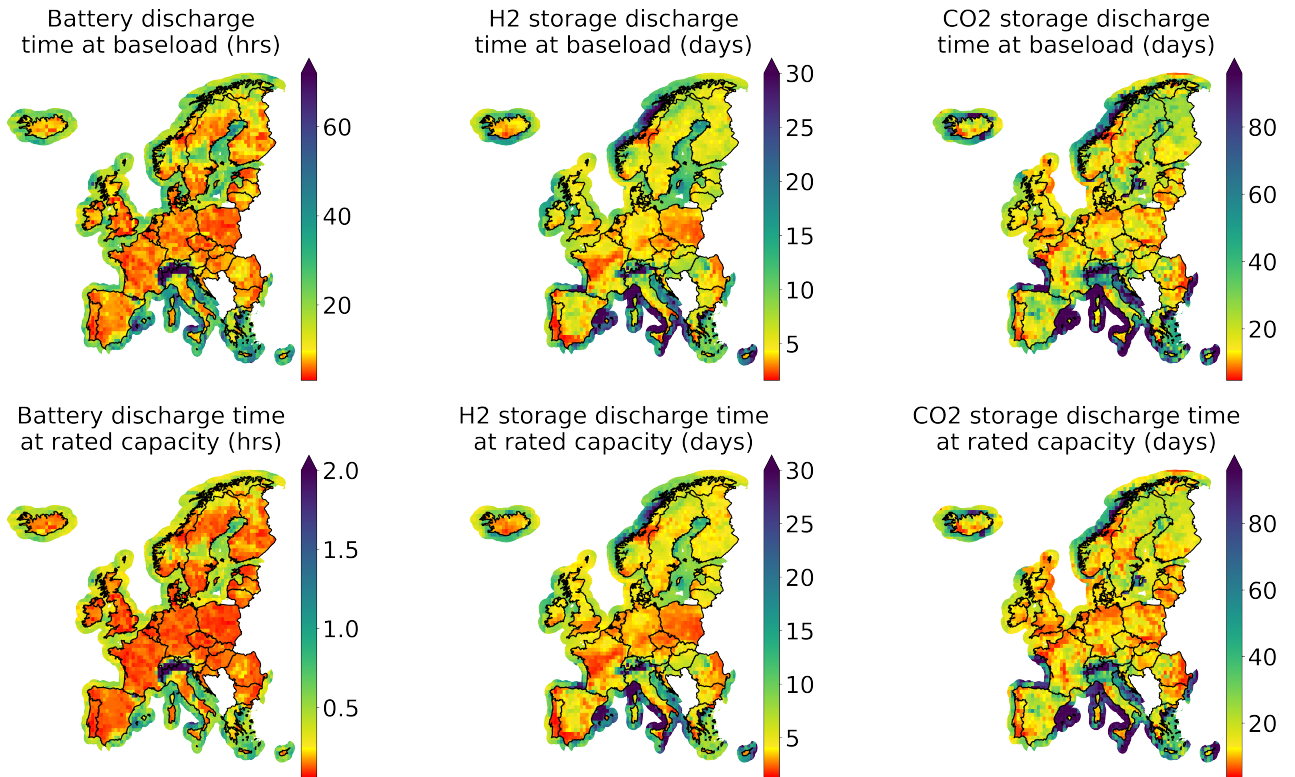 Battery discharge
time at baseload (hrs)
60
40
20
H2 storage discharge
time at baseload (days)
30
25
20
15
10
5
CO2 storage discharge
time at baseload (days)
80
60
40
20
Battery discharge time
at rated capacity (hrs)
2.0
1.5
1.0
0.5
H2 storage discharge time
at rated capacity (days)
30
25
20
15
10
5
CO2 storage discharge time
at rated capacity (days)
80
60
40
20